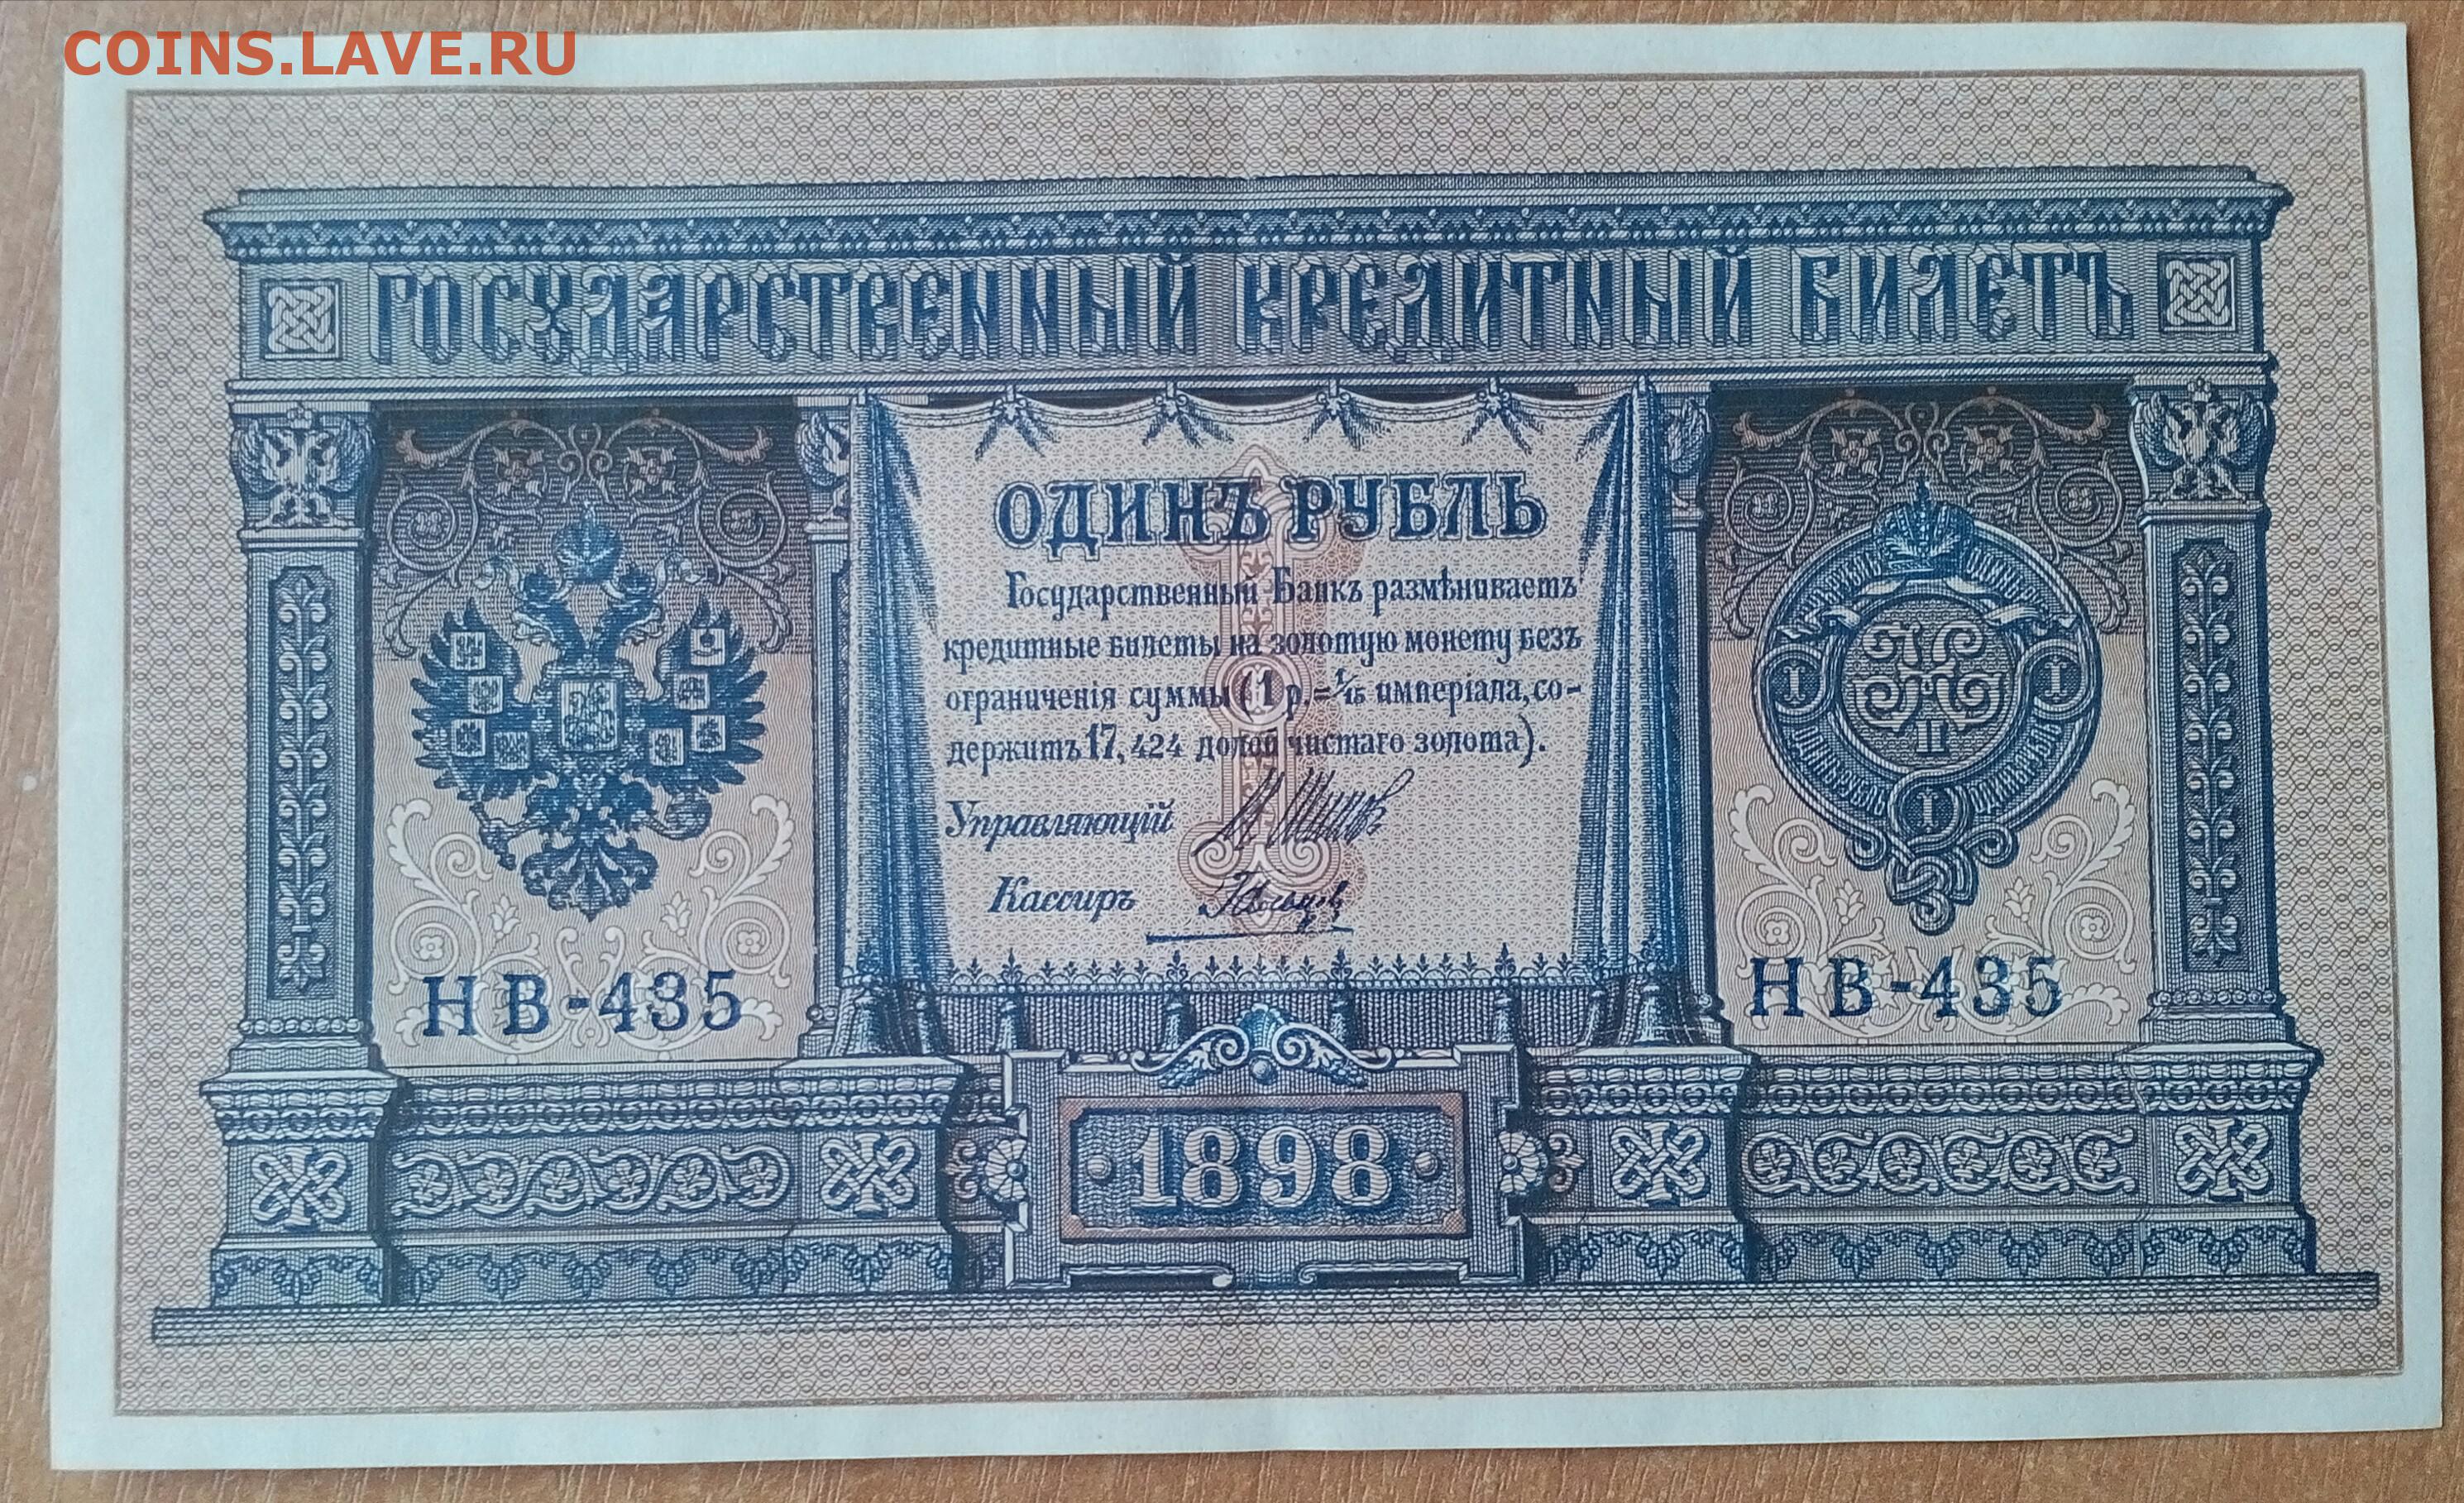 COINS.LAVE.RU
ГОСУДАРСТВЕННЫЙ КРЕДИТНЫЙ БИЛЕТЪ
ОДИНЪ РУБЛЬ
Государственный Банкъ размѣниваетъ
кредитные билеты на золотую монету безъ
ограниченія суммы (1 р. = 1/15 имперіала, со-
держитъ 17,424 долей чистаго золота).
Управляющій
Кассиръ
I I
II
I
НВ-435 НВ-435
1898